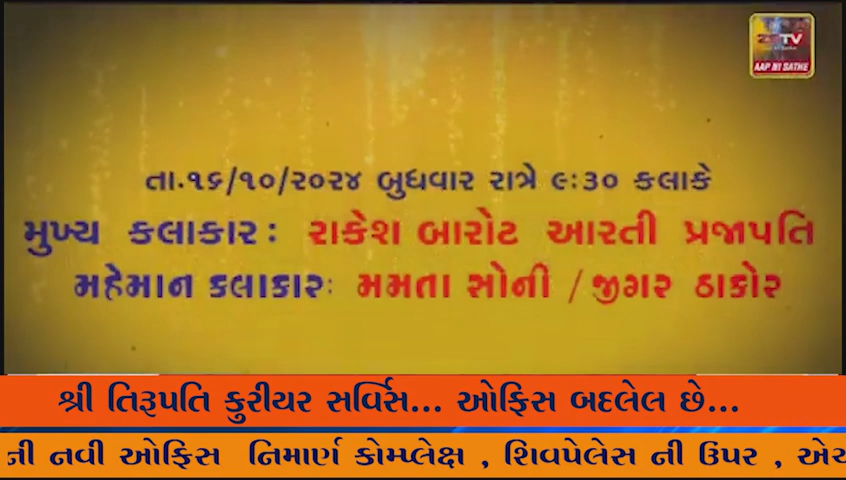 AAP NI SATHE
તા.૧૬/૧૦/૨૦૨૪ બુધવાર રાત્રે ૯:૩૦ કલાકે
મુખ્ય કલાકાર: રાકેશ બારોટ આરતી પ્રજાપતિ
મહેમાન કલાકાર: મમતા સોની / જીગર ઠાકોર
શ્રી તિરૂપતિ કુરીયર સર્વિસ... ઓફિસ બદલેલ છે...
ની નવી ઓફિસ નિમાર્ણ કોમ્પ્લેક્ષ , શિવપેલેસ ની ઉપર ,